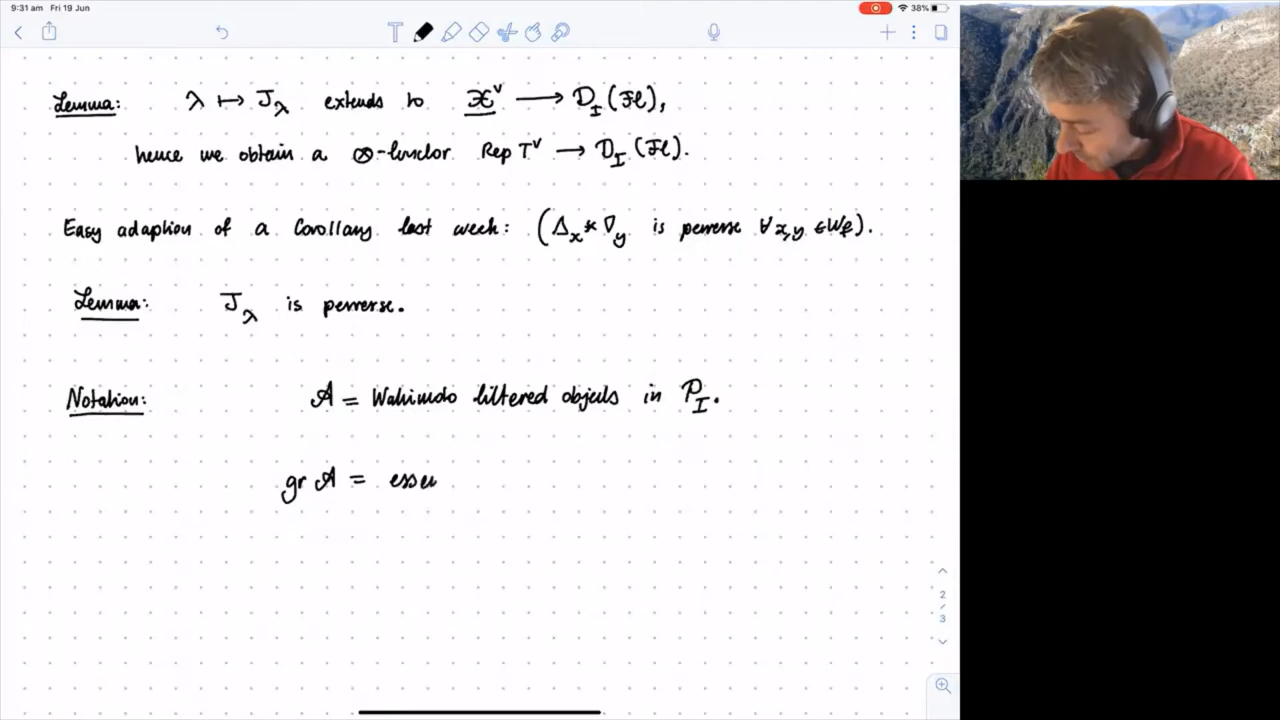 9:31 am Fri 19 Jun
38%
Lemma: λ ↦ J_λ extends to 𝔛^∨ ⟶ D_I(Fl),
hence we obtain a ⊗-functor Rep T^∨ → D_I(Fl).
Easy adaption of a Corollary last week: (Δ_x * ∇_y is perverse ∀ x, y ∈ W_f).
Lemma: J_λ is perverse.
Notation: 𝒜 = Wakimoto filtered objects in P_I.
gr 𝒜 = essen
2
/
3